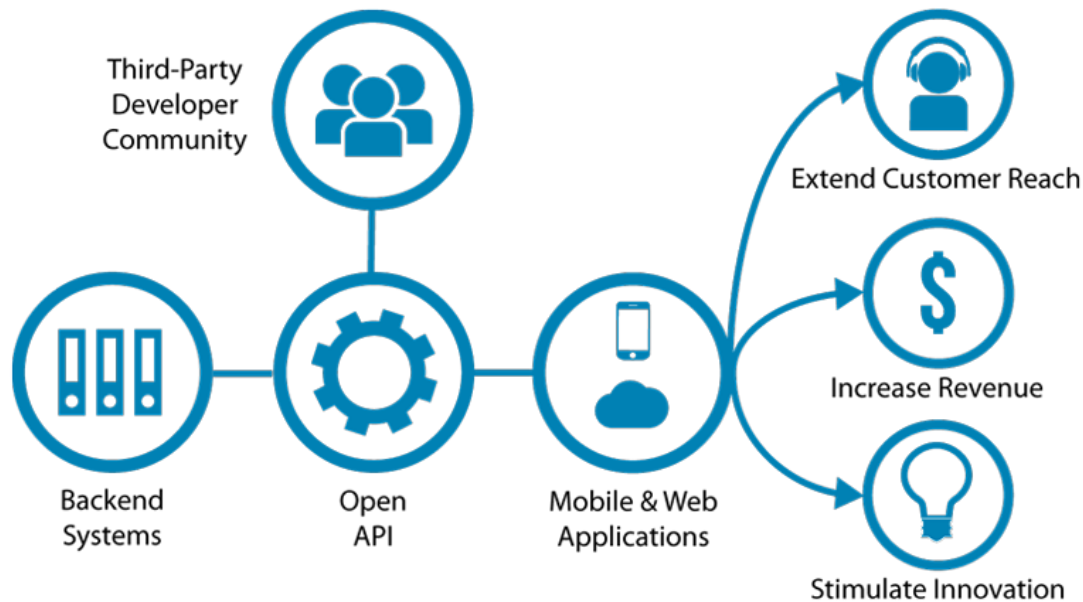 Third-Party
Developer
Community
Extend Customer Reach
$
Increase Revenue
Backend
Systems
Open
API
Mobile & Web
Applications
Stimulate Innovation